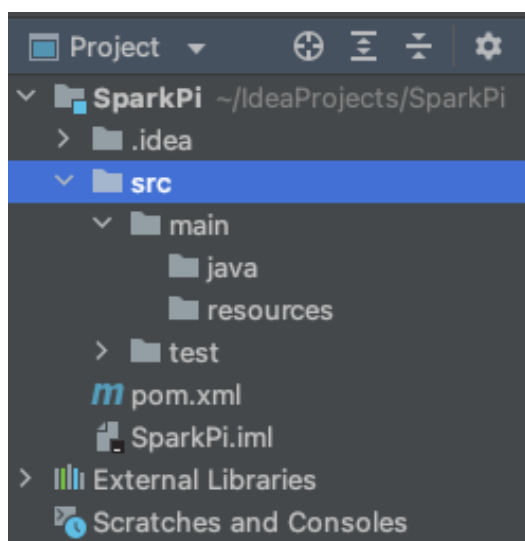 Project
SparkPi ~/IdeaProjects/SparkPi
.idea
src
main
java
resources
test
pom.xml
SparkPi.iml
External Libraries
Scratches and Consoles